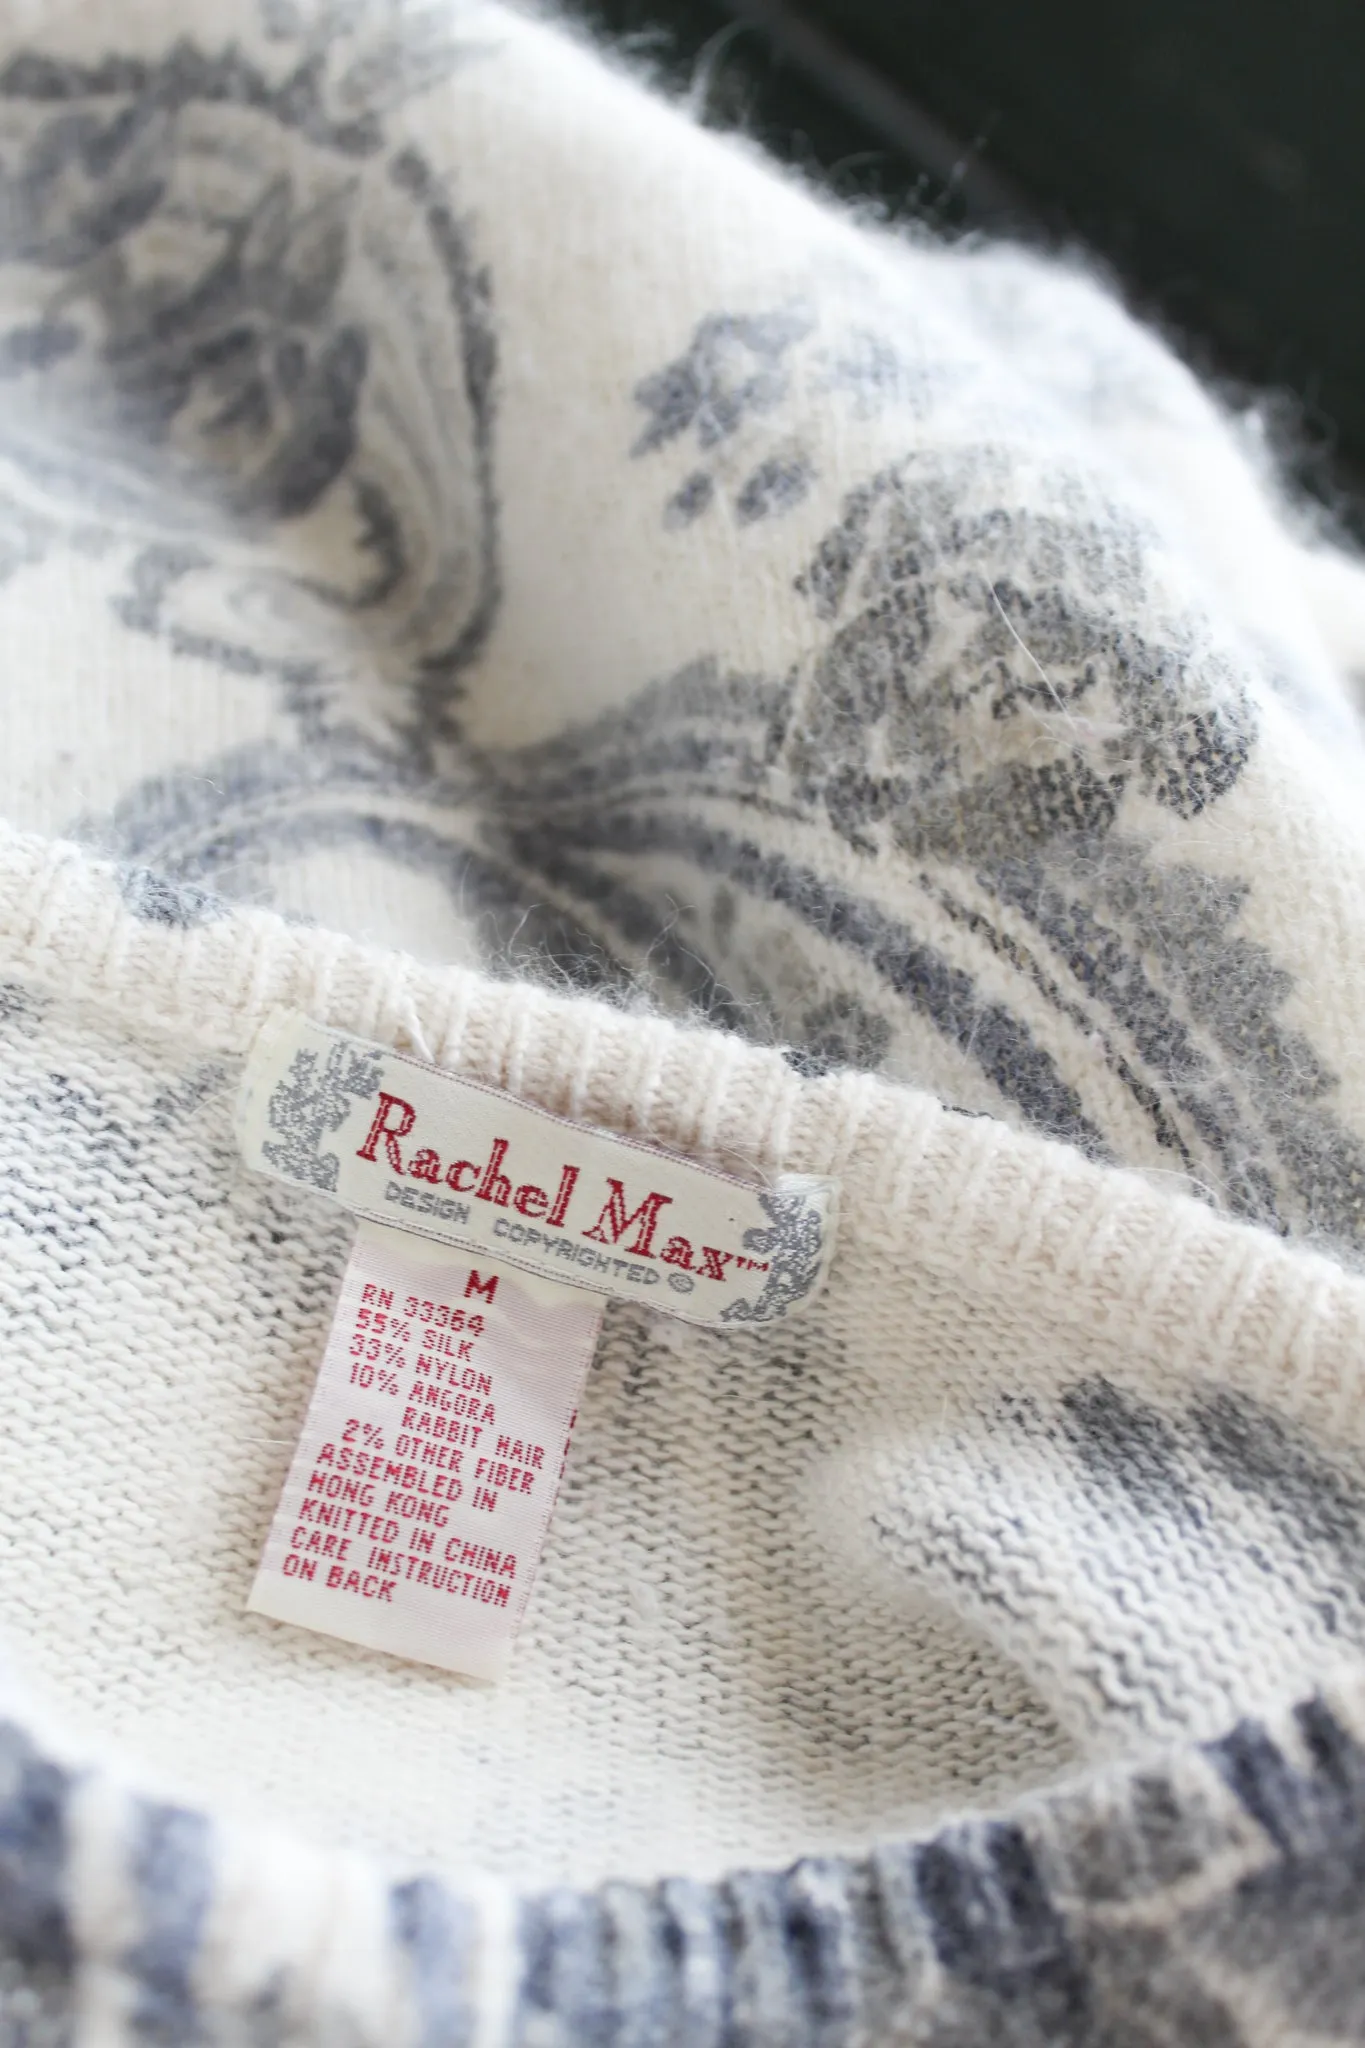 Rachel Max™
DESIGN COPYRIGHTED ©
M
RN 33364
55% SILK
33% NYLON
10% ANGORA
RABBIT HAIR
2% OTHER FIBER
ASSEMBLED IN
HONG KONG
KNITTED IN CHINA
CARE INSTRUCTION
ON BACK